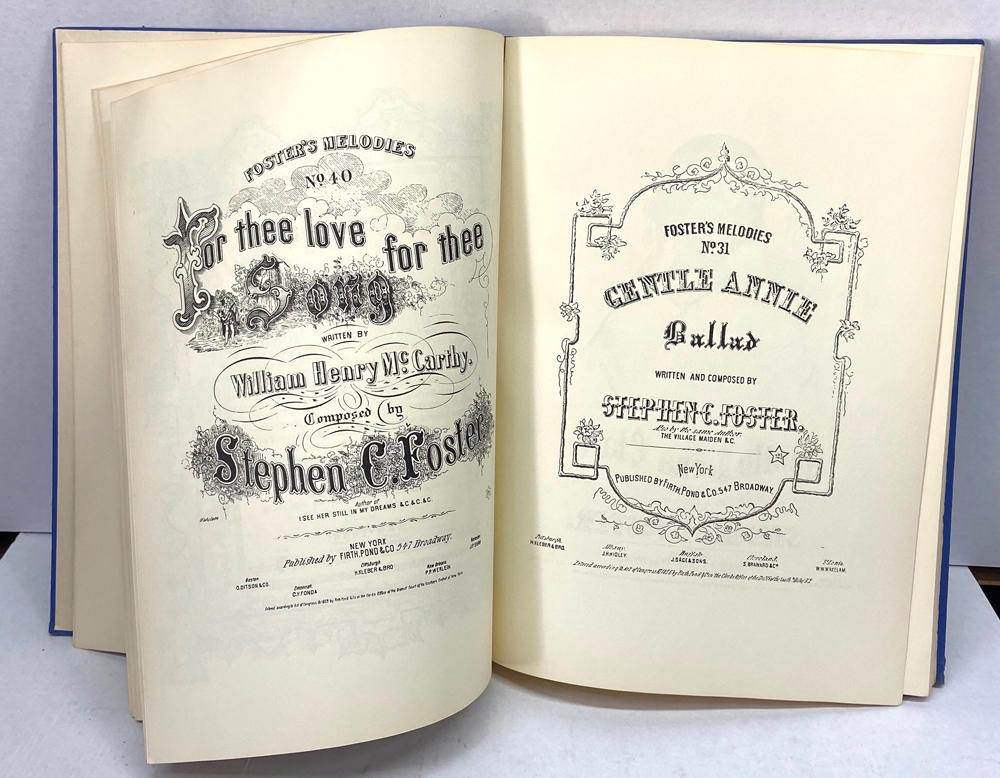 FOSTER'S MELODIES
No 40
For thee love for thee
Song
WRITTEN BY
William Henry McCarthy.
Composed by
Stephen C. Foster
Author of
I SEE HER STILL IN MY DREAMS &C.&C.&C.
NEW YORK
Published by FIRTH, POND & CO 547 Broadway.
Boston
O.DITSON & CO.
Cincinnati
C.Y.FONDA
Pittsburgh
H.KLEBER & BRO
New Orleans
P.P.WERLEIN
FOSTER'S MELODIES
No 31
GENTLE ANNIE
Ballad
WRITTEN AND COMPOSED BY
STEPHEN C. FOSTER.
Also by the same author.
THE VILLAGE MAIDEN &C.
New York
PUBLISHED BY FIRTH, POND & CO. 547 BROADWAY
Pittsburgh,
H.KLEBER & BRO.
Albany,
J.H.HIDLEY.
Buffalo
J.SAGE & SONS.
Cleveland.
S.BRAINARD & Co
St Louis.
W.W.WAKELAM.